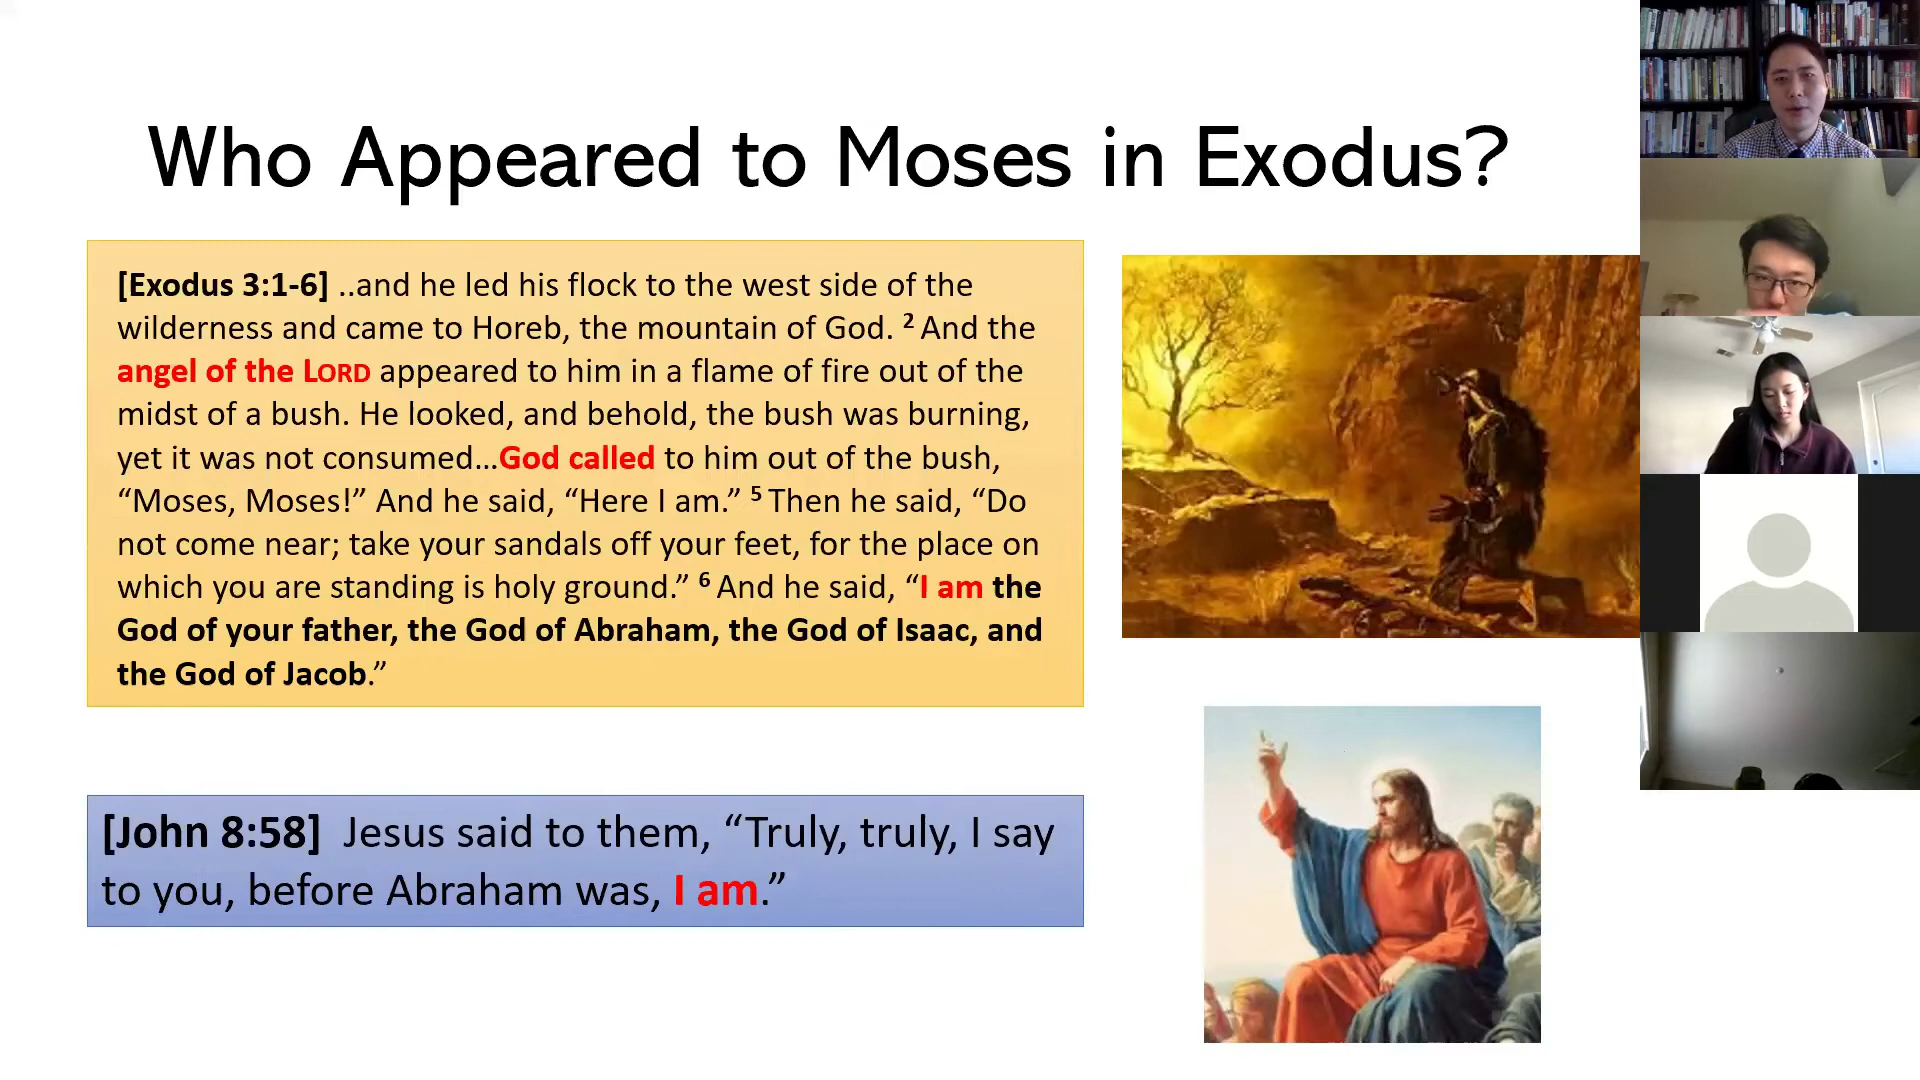 Who Appeared to Moses in Exodus?
[Exodus 3:1-6] ..and he led his flock to the west side of the
wilderness and came to Horeb, the mountain of God. ² And the
angel of the LORD appeared to him in a flame of fire out of the
midst of a bush. He looked, and behold, the bush was burning,
yet it was not consumed...God called to him out of the bush,
“Moses, Moses!” And he said, “Here I am.” ⁵ Then he said, “Do
not come near; take your sandals off your feet, for the place on
which you are standing is holy ground.” ⁶ And he said, “I am the
God of your father, the God of Abraham, the God of Isaac, and
the God of Jacob.”
[John 8:58] Jesus said to them, “Truly, truly, I say
to you, before Abraham was, I am.”